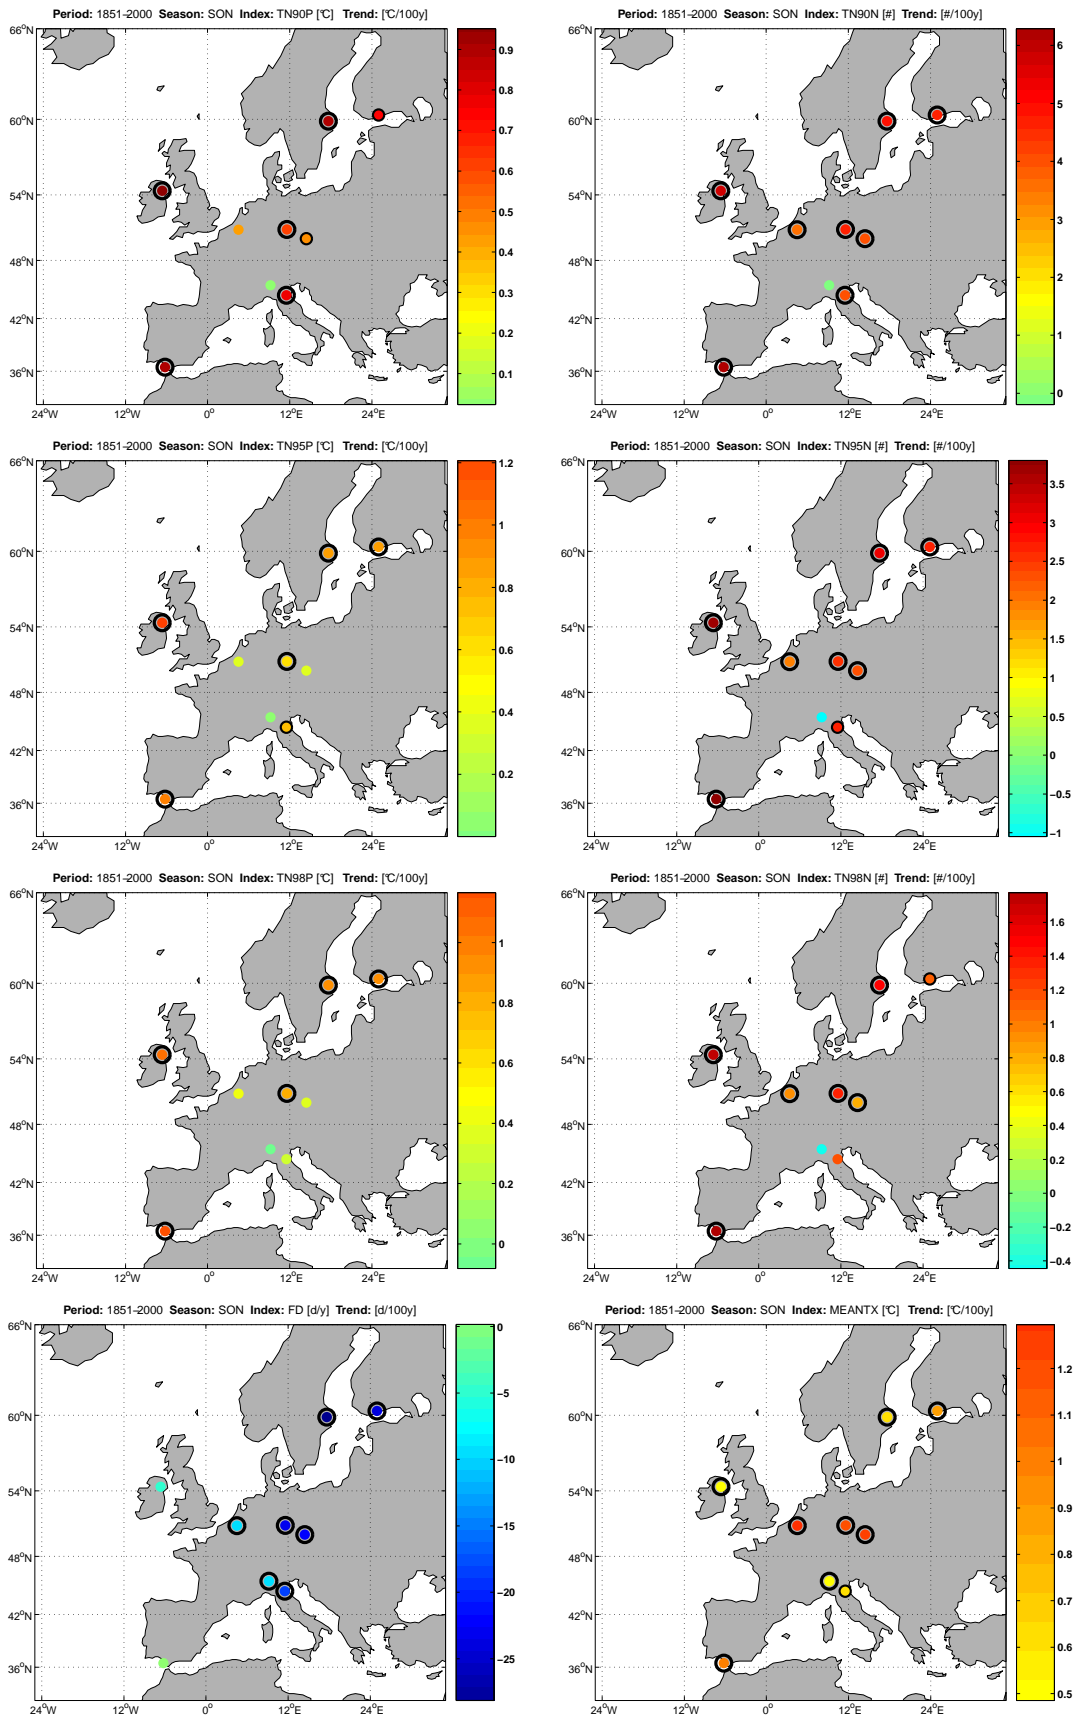 Period: 1851–2000 Season: SON Index: TN90P [°C] Trend: [°C/100y]
66°N
60°N
54°N
48°N
42°N
36°N
24°W 12°W 0° 12°E 24°E
0.9
0.8
0.7
0.6
0.5
0.4
0.3
0.2
0.1
Period: 1851–2000 Season: SON Index: TN90N [#] Trend: [#/100y]
66°N
60°N
54°N
48°N
42°N
36°N
24°W 12°W 0° 12°E 24°E
6
5
4
3
2
1
0
Period: 1851–2000 Season: SON Index: TN95P [°C] Trend: [°C/100y]
66°N
60°N
54°N
48°N
42°N
36°N
24°W 12°W 0° 12°E 24°E
1.2
1
0.8
0.6
0.4
0.2
Period: 1851–2000 Season: SON Index: TN95N [#] Trend: [#/100y]
66°N
60°N
54°N
48°N
42°N
36°N
24°W 12°W 0° 12°E 24°E
3.5
3
2.5
2
1.5
1
0.5
0
−0.5
−1
Period: 1851–2000 Season: SON Index: TN98P [°C] Trend: [°C/100y]
66°N
60°N
54°N
48°N
42°N
36°N
24°W 12°W 0° 12°E 24°E
1
0.8
0.6
0.4
0.2
0
Period: 1851–2000 Season: SON Index: TN98N [#] Trend: [#/100y]
66°N
60°N
54°N
48°N
42°N
36°N
24°W 12°W 0° 12°E 24°E
1.6
1.4
1.2
1
0.8
0.6
0.4
0.2
0
−0.2
−0.4
Period: 1851–2000 Season: SON Index: FD [d/y] Trend: [d/100y]
66°N
60°N
54°N
48°N
42°N
36°N
24°W 12°W 0° 12°E 24°E
0
−5
−10
−15
−20
−25
Period: 1851–2000 Season: SON Index: MEANTX [°C] Trend: [°C/100y]
66°N
60°N
54°N
48°N
42°N
36°N
24°W 12°W 0° 12°E 24°E
1.2
1.1
1
0.9
0.8
0.7
0.6
0.5